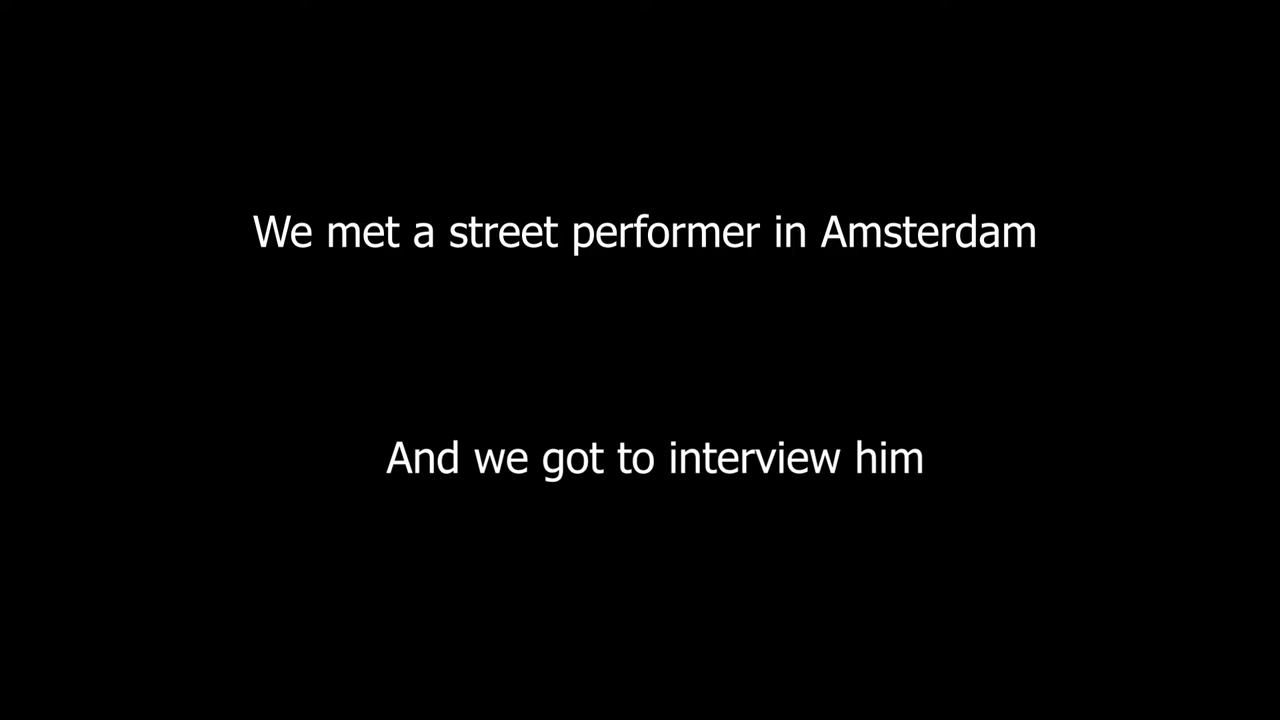 We met a street performer in Amsterdam
And we got to interview him